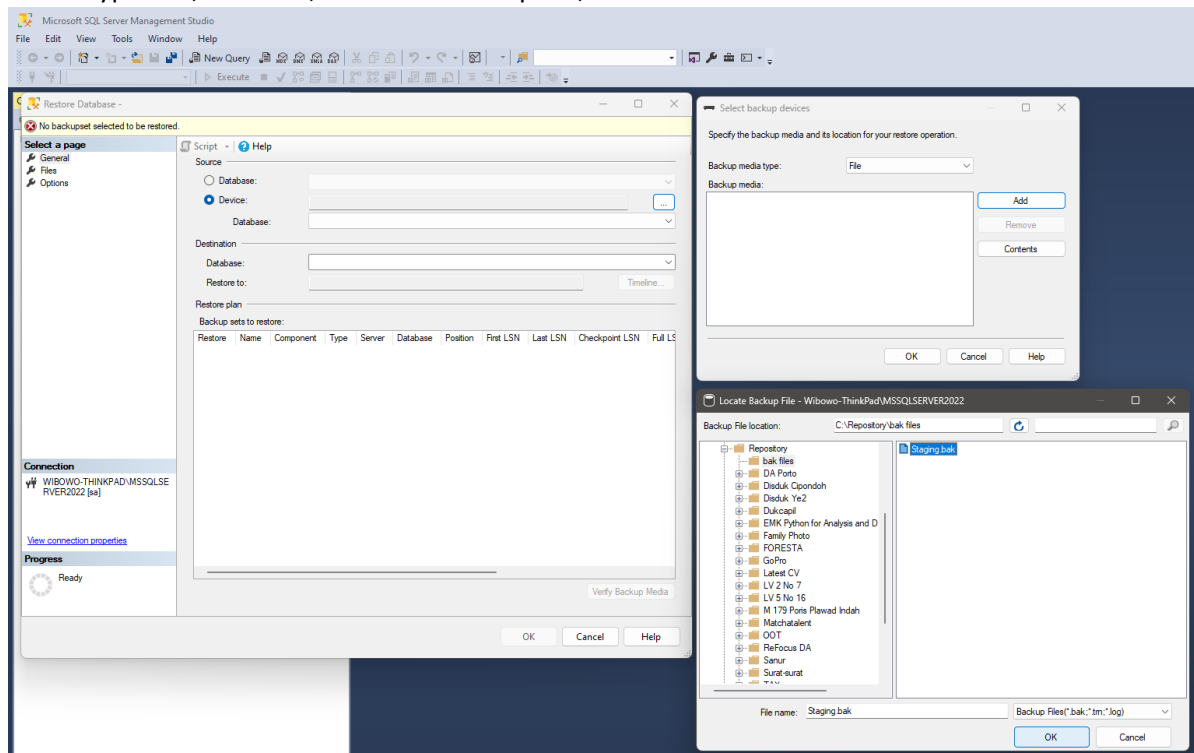 Microsoft SQL Server Management Studio
File Edit View Tools Window Help
New Query MDX DMX XMLA DAX
Execute
Restore Database -
No backupset selected to be restored.
Select a page
General
Files
Options
Script Help
Source
Database:
Device:
...
Database:
Destination
Database:
Restore to:
Timeline...
Restore plan
Backup sets to restore:
Restore Name Component Type Server Database Position First LSN Last LSN Checkpoint LSN Full LS
Connection
WIBOWO-THINKPAD\MSSQLSE
RVER2022 [sa]
View connection properties
Progress
Ready
Verify Backup Media
OK Cancel Help
Select backup devices
Specify the backup media and its location for your restore operation.
Backup media type: File
Backup media:
Add
Remove
Contents
OK Cancel Help
Locate Backup File - Wibowo-ThinkPad\MSSQLSERVER2022
Backup File location: C:\Repository\bak files
Repository
bak files
DA Porto
Disduk Cipondoh
Disduk Ye2
Dukcapil
EMK Python for Analysis and D
Family Photo
FORESTA
GoPro
Latest CV
LV 2 No 7
LV 5 No 16
M 179 Poris Plawad Indah
Matchatalent
OOT
ReFocus DA
Sanur
Surat-surat
Staging.bak
File name: Staging.bak
Backup Files(*.bak;*.trn;*.log)
OK Cancel